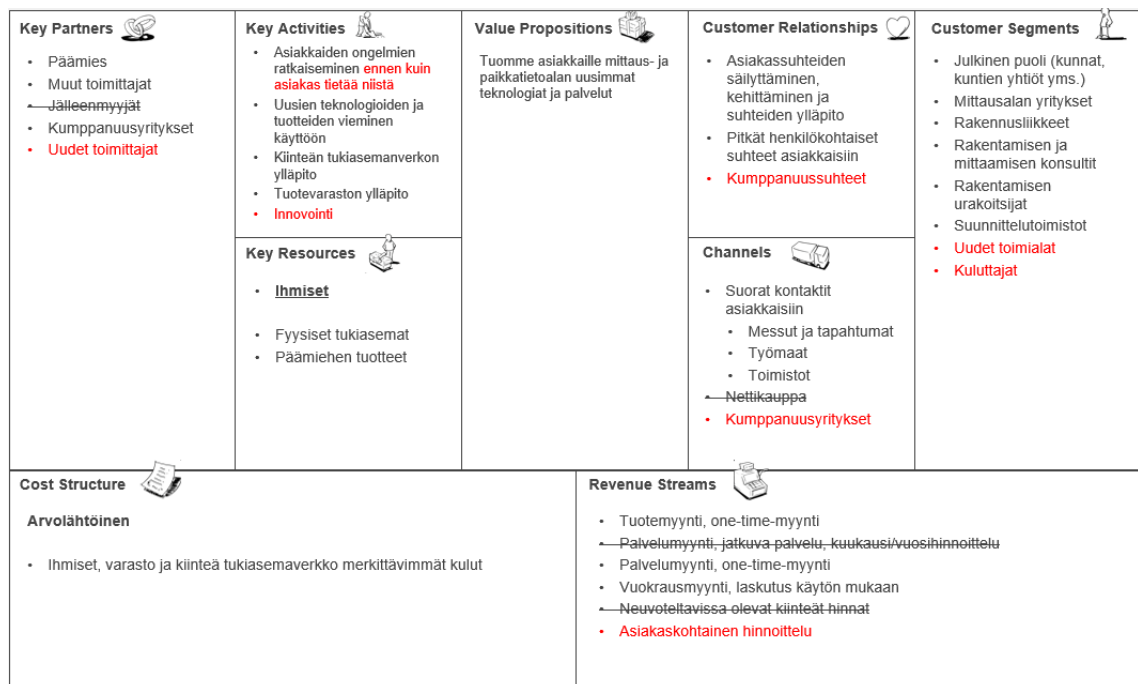 Key Partners
• Päämies
• Muut toimittajat
• Jälleenmyyjät
• Kumppanuusyritykset
• Uudet toimittajat
Key Activities
• Asiakkaiden ongelmien
ratkaiseminen ennen kuin
asiakas tietää niistä
• Uusien teknologioiden ja
tuotteiden vieminen
käyttöön
• Kiinteän tukiasemanverkon
ylläpito
• Tuotevaraston ylläpito
• Innovointi
Key Resources
• Ihmiset
• Fyysiset tukiasemat
• Päämiehen tuotteet
Value Propositions
Tuomme asiakkaille mittaus- ja
paikkatietoalan uusimmat
teknologiat ja palvelut
Customer Relationships
• Asiakassuhteiden
säilyttäminen,
kehittäminen ja
suhteiden ylläpito
• Pitkät henkilökohtaiset
suhteet asiakkaisiin
• Kumppanuussuhteet
Channels
• Suorat kontaktit
asiakkaisiin
• Messut ja tapahtumat
• Työmaat
• Toimistot
• Nettikauppa
• Kumppanuusyritykset
Customer Segments
• Julkinen puoli (kunnat,
kuntien yhtiöt yms.)
• Mittausalan yritykset
• Rakennusliikkeet
• Rakentamisen ja
mittaamisen konsultit
• Rakentamisen
urakoitsijat
• Suunnittelutoimistot
• Uudet toimialat
• Kuluttajat
Cost Structure
Arvolähtöinen
• Ihmiset, varasto ja kiinteä tukiasemaverkko merkittävimmät kulut
Revenue Streams
• Tuotemyynti, one-time-myynti
• Palvelumyynti, jatkuva palvelu, kuukausi/vuosihinnoittelu
• Palvelumyynti, one-time-myynti
• Vuokrausmyynti, laskutus käytön mukaan
• Neuvoteltavissa olevat kiinteät hinnat
• Asiakaskohtainen hinnoittelu